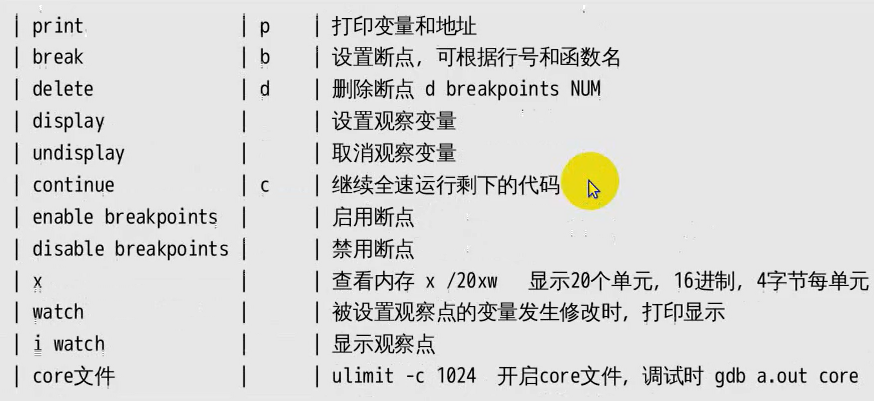 | print | p | 打印变量和地址
| break | b | 设置断点, 可根据行号和函数名
| delete | d | 删除断点 d breakpoints NUM
| display | | 设置观察变量
| undisplay | | 取消观察变量
| continue | c | 继续全速运行剩下的代码
| enable breakpoints | | 启用断点
| disable breakpoints | | 禁用断点
| x | | 查看内存 x /20xw 显示20个单元, 16进制, 4字节每单元
| watch | | 被设置观察点的变量发生修改时, 打印显示
| i watch | | 显示观察点
| core文件 | | ulimit -c 1024 开启core文件, 调试时 gdb a.out core